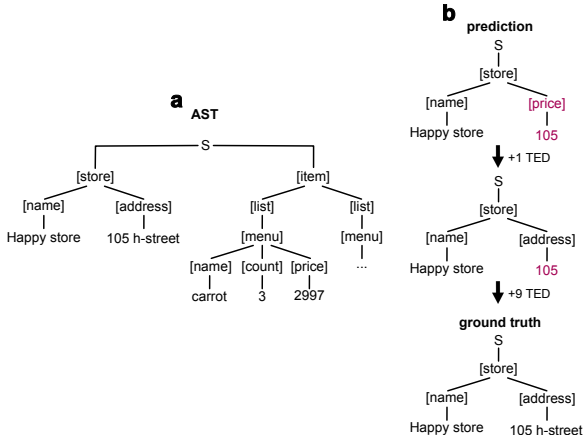 a
AST
S
[store] [item]
[name] [address] [list] [list]
Happy store 105 h-street [menu] [menu]
[name] [count] [price] ...
carrot 3 2997
b
prediction
S
[store]
[name] [price]
Happy store 105
+1 TED
S
[store]
[name] [address]
Happy store 105
+9 TED
ground truth
S
[store]
[name] [address]
Happy store 105 h-street